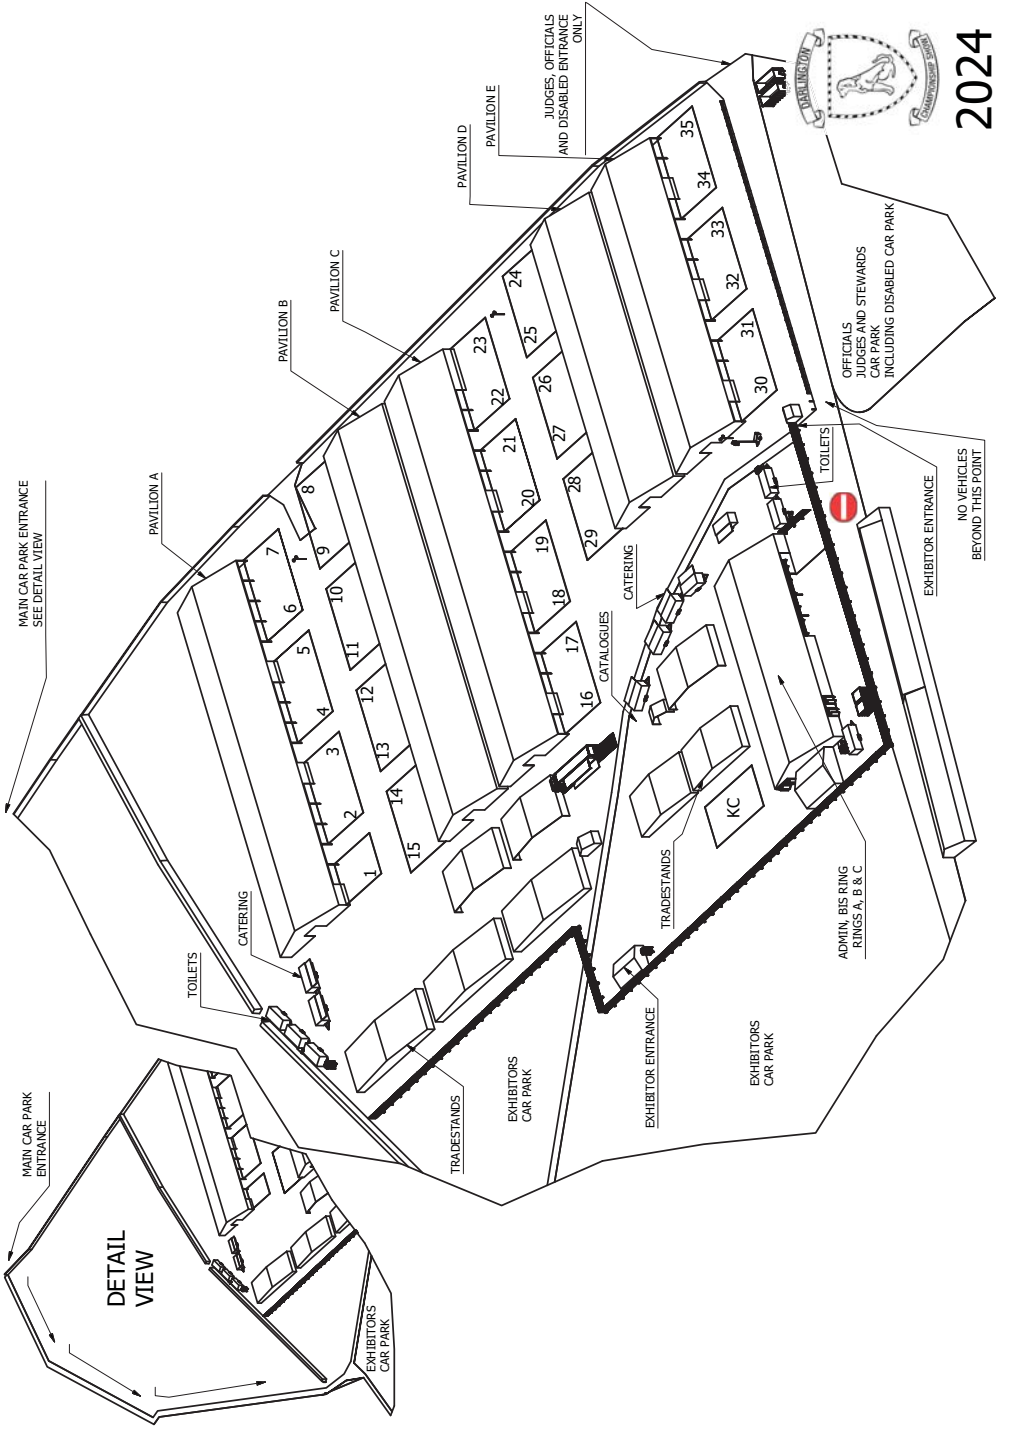 MAIN CAR PARK ENTRANCE
SEE DETAIL VIEW
PAVILION A
PAVILION B
PAVILION C
PAVILION D
PAVILION E
JUDGES, OFFICIALS
AND DISABLED ENTRANCE
ONLY
DARLINGTON
CHAMPIONSHIP SHOW
2024
MAIN CAR PARK
ENTRANCE
DETAIL
VIEW
EXHIBITORS
CAR PARK
TOILETS
CATERING
1
2
3
4
5
6
7
8
9
10
11
12
13
14
15
16
17
18
19
20
21
22
23
24
25
26
27
28
29
30
31
32
33
34
35
TRADESTANDS
EXHIBITORS
CAR PARK
CATALOGUES
CATERING
TOILETS
KC
TRADESTANDS
EXHIBITOR ENTRANCE
EXHIBITORS
CAR PARK
ADMIN, BIS RING
RINGS A, B & C
EXHIBITOR ENTRANCE
NO VEHICLES
BEYOND THIS POINT
OFFICIALS
JUDGES AND STEWARDS
CAR PARK
INCLUDING DISABLED CAR PARK